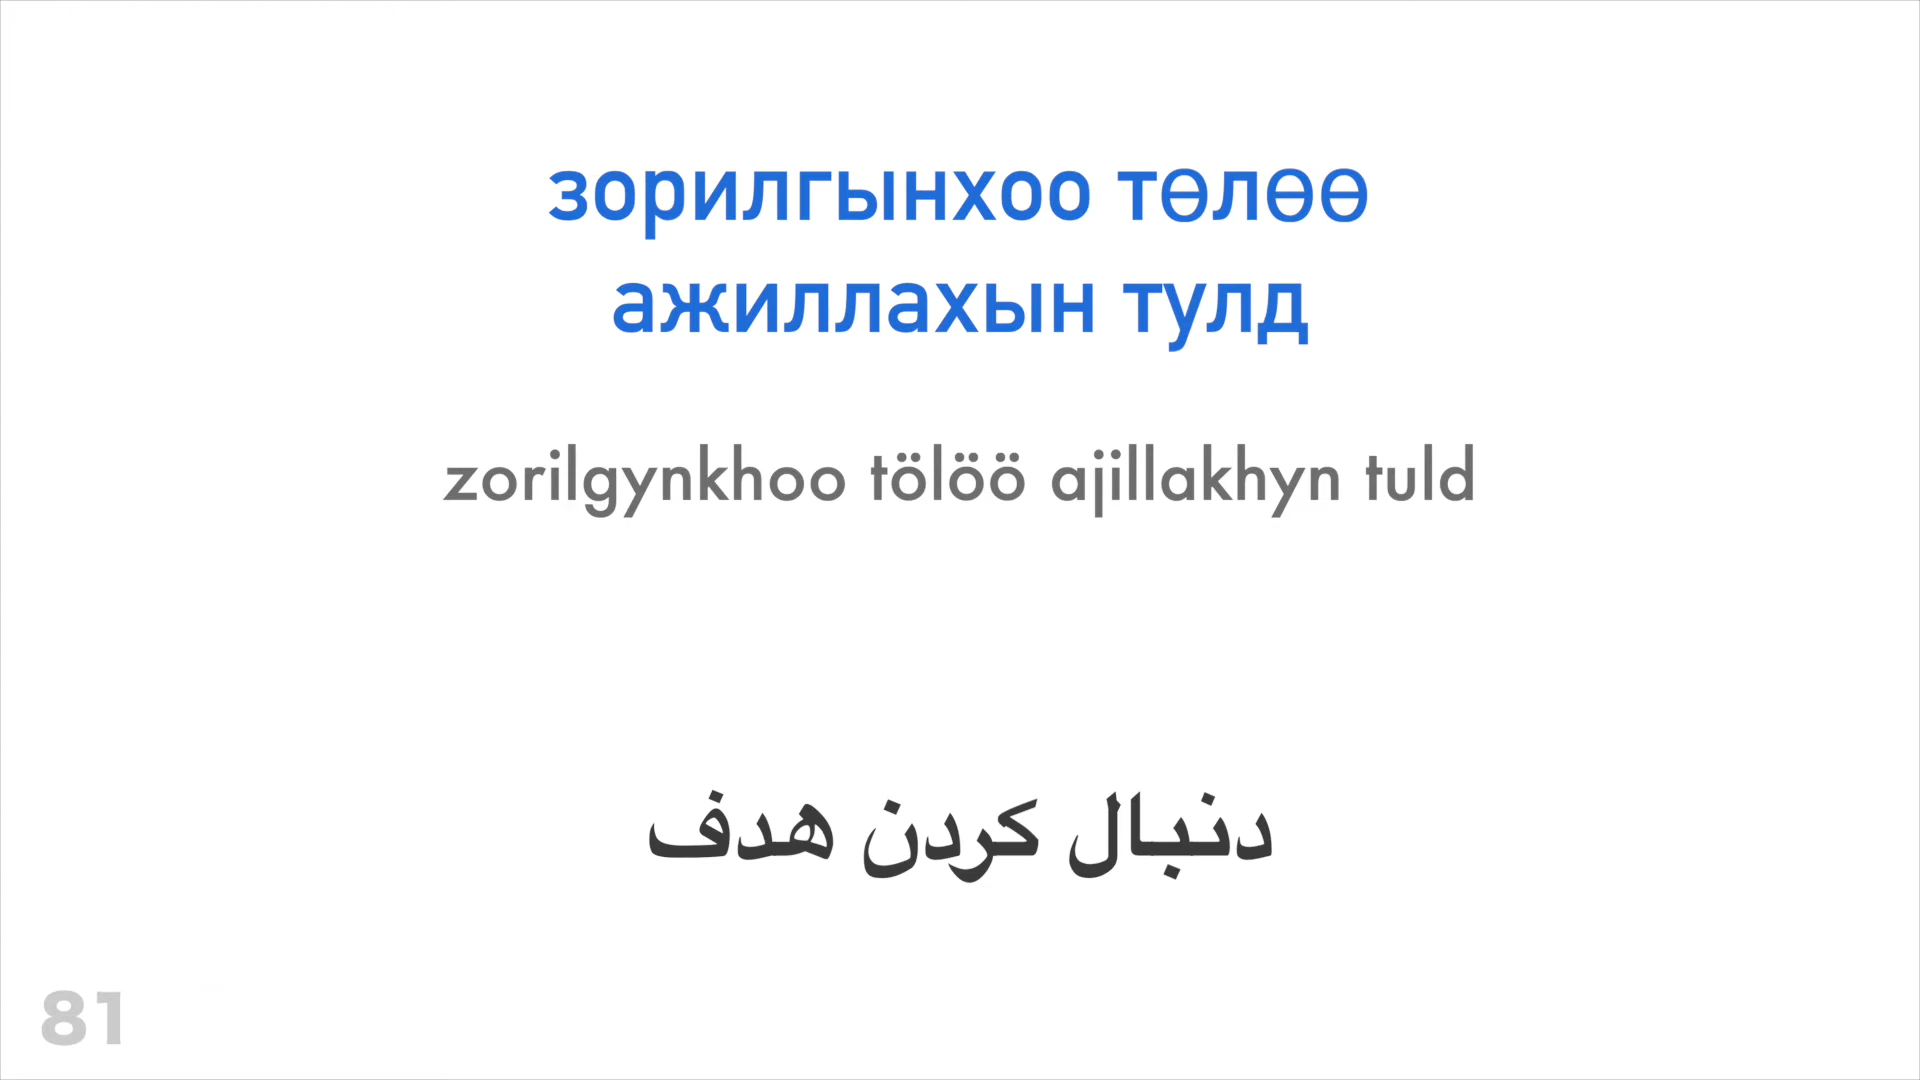 зорилгынхоо төлөө
ажиллахын тулд
zorilgynkhoo tölöö ajillakhyn tuld
دنبال کردن هدف
81